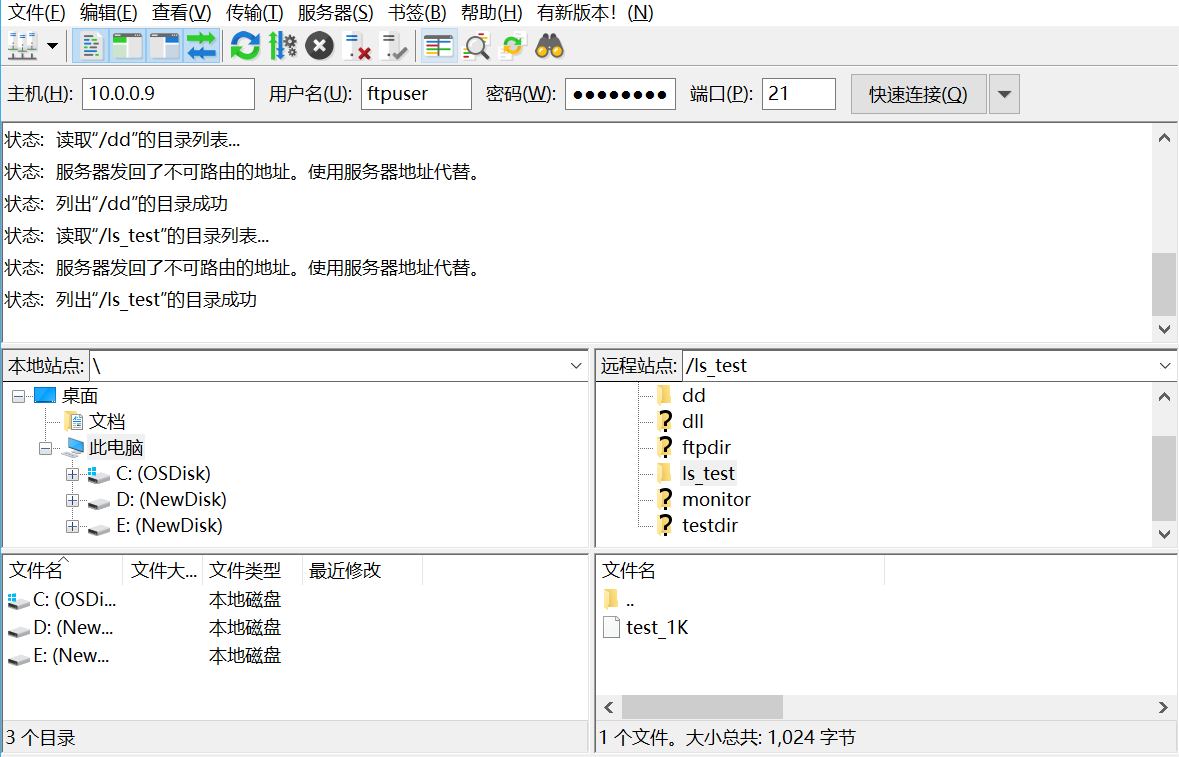 文件(F) 编辑(E) 查看(V) 传输(T) 服务器(S) 书签(B) 帮助(H) 有新版本！(N)
主机(H): 10.0.0.9 用户名(U): ftpuser 密码(W): ●●●●●●●● 端口(P): 21 快速连接(Q)
状态: 读取“/dd”的目录列表...
状态: 服务器发回了不可路由的地址。使用服务器地址代替。
状态: 列出“/dd”的目录成功
状态: 读取“/ls_test”的目录列表...
状态: 服务器发回了不可路由的地址。使用服务器地址代替。
状态: 列出“/ls_test”的目录成功
本地站点: \
桌面
文档
此电脑
C: (OSDisk)
D: (NewDisk)
E: (NewDisk)
远程站点: /ls_test
dd
dll
ftpdir
ls_test
monitor
testdir
文件名 文件大... 文件类型 最近修改
C: (OSDi... 本地磁盘
D: (New... 本地磁盘
E: (New... 本地磁盘
3 个目录
文件名
..
test_1K
1 个文件。大小总共: 1,024 字节